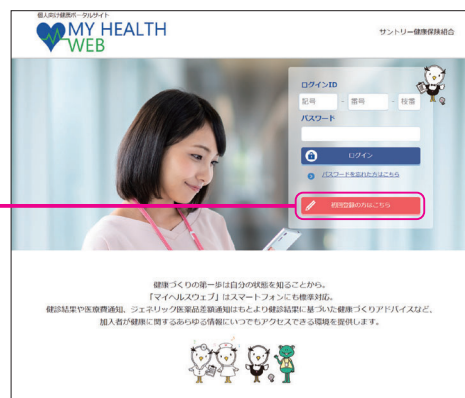 個人向け健康ポータルサイト
MY HEALTH
WEB
サントリー健康保険組合
ログインID
記号 - 番号 - 枝番
パスワード
ログイン
パスワードを忘れた方はこちら
初回登録の方はこちら
健康づくりの第一歩は自分の状態を知ることから。
「マイヘルスウェブ」はスマートフォンにも標準対応。
健診結果や医療費通知、ジェネリック医薬品差額通知はもとより健診結果に基づいた健康づくりアドバイスなど、
加入者が健康に関するあらゆる情報にいつでもアクセスできる環境を提供します。